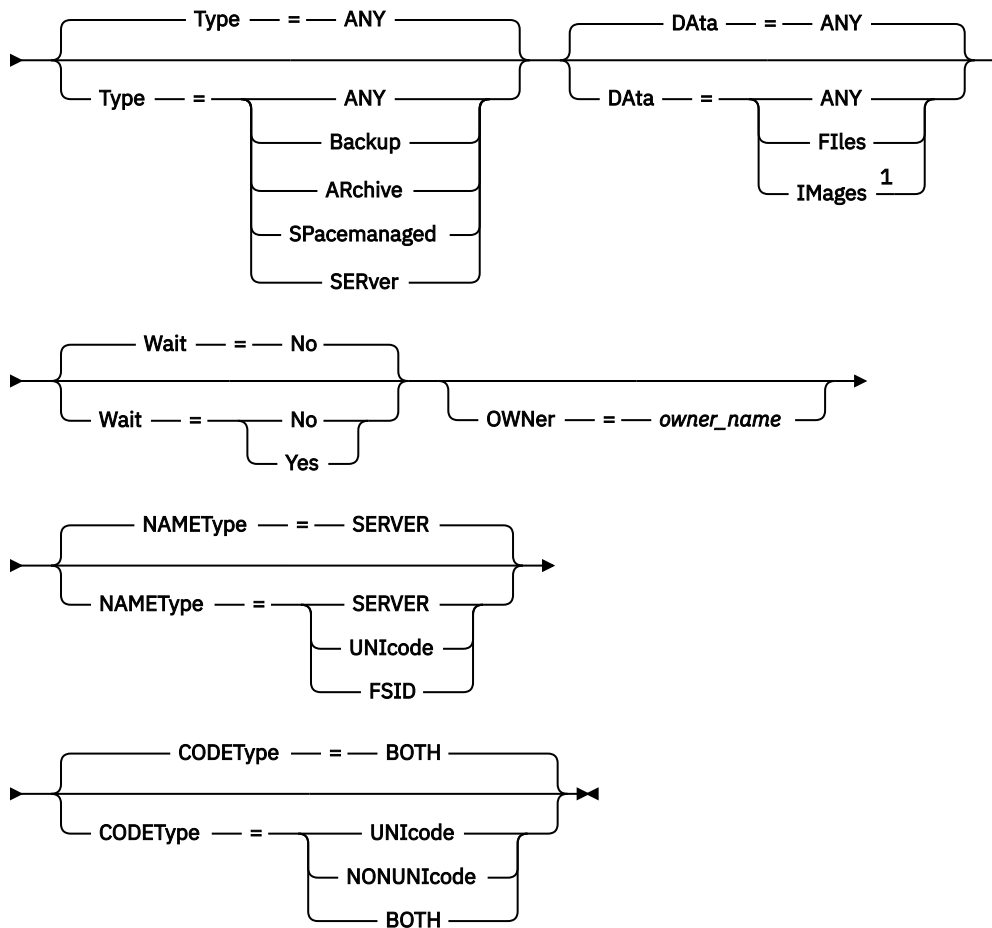 Type = ANY DAta = ANY
Type = ANY DAta = ANY
Backup FIles
ARchive IMages 1
SPacemanaged
SERver
Wait = No
Wait = No OWNer = owner_name
Yes
NAMEType = SERVER
NAMEType = SERVER
UNIcode
FSID
CODEType = BOTH
CODEType = UNIcode
NONUNIcode
BOTH